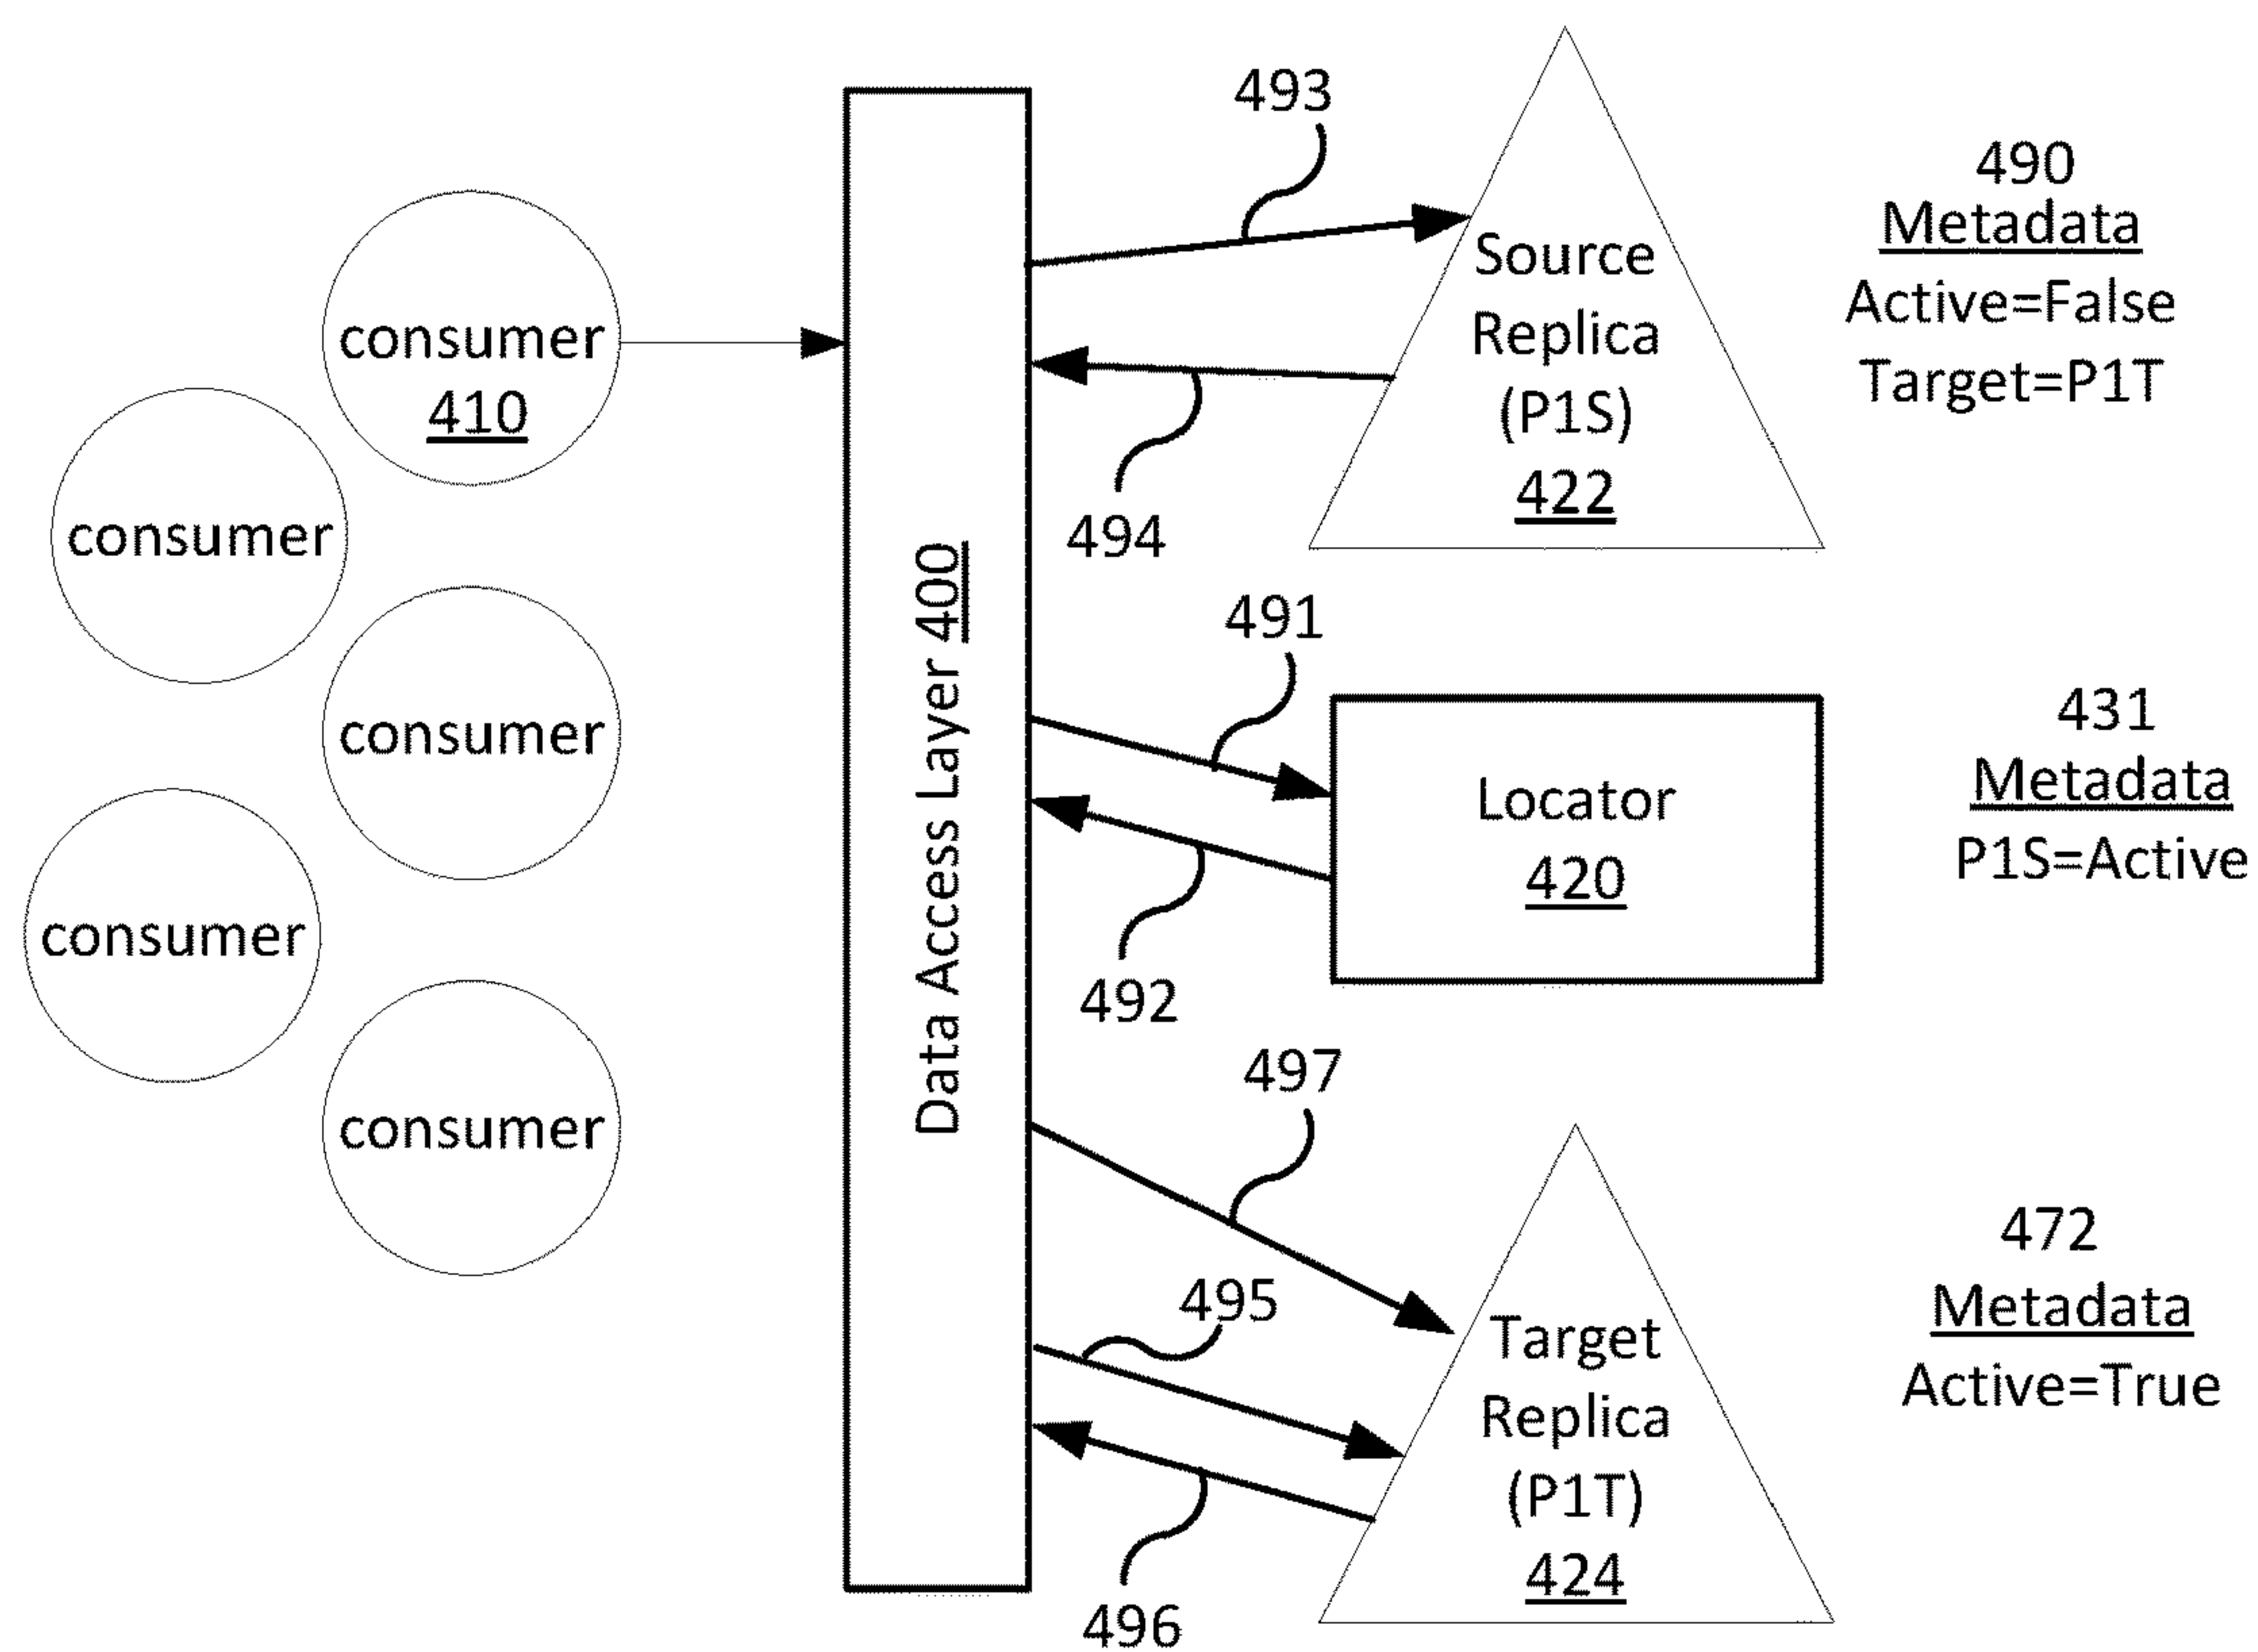 consumer
410
consumer
consumer
consumer
consumer
Data Access Layer 400
493
Source
Replica
(P1S)
422
494
490
Metadata
Active=False
Target=P1T
491
Locator
420
492
431
Metadata
P1S=Active
497
495
Target
Replica
(P1T)
424
496
472
Metadata
Active=True